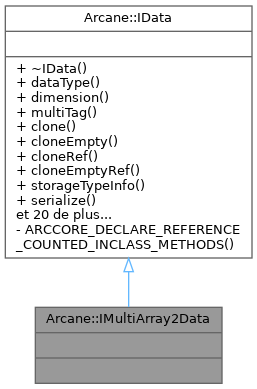 Arcane::IData
+ ~IData()
+ dataType()
+ dimension()
+ multiTag()
+ clone()
+ cloneEmpty()
+ cloneRef()
+ cloneEmptyRef()
+ storageTypeInfo()
+ serialize()
et 20 de plus...
- ARCCORE_DECLARE_REFERENCE
_COUNTED_INCLASS_METHODS()
Arcane::IMultiArray2Data